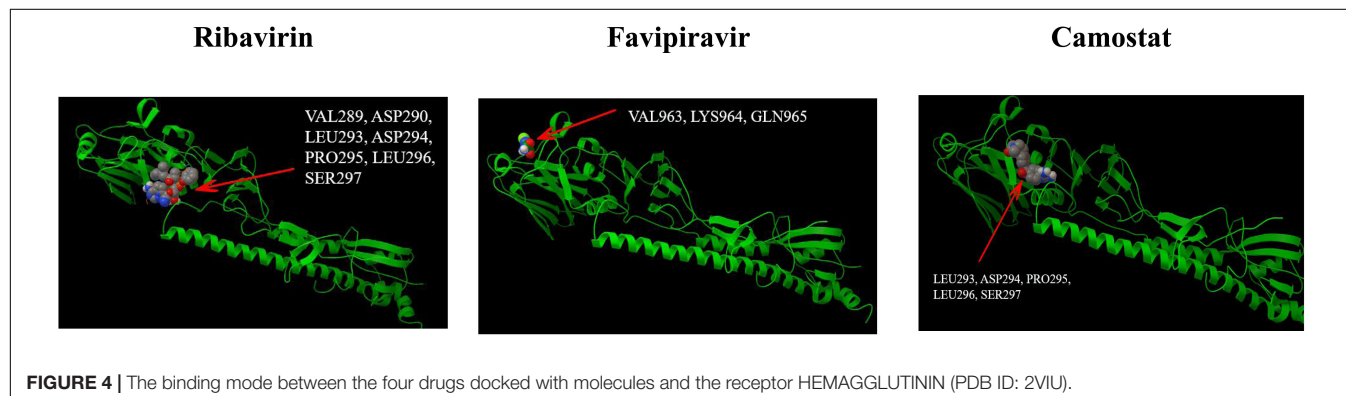 Ribavirin
Favipiravir
Camostat
VAL289, ASP290,
LEU293, ASP294,
PRO295, LEU296,
SER297
VAL963, LYS964, GLN965
LEU293, ASP294, PRO295,
LEU296, SER297
FIGURE 4 | The binding mode between the four drugs docked with molecules and the receptor HEMAGGLUTININ (PDB ID: 2VIU).